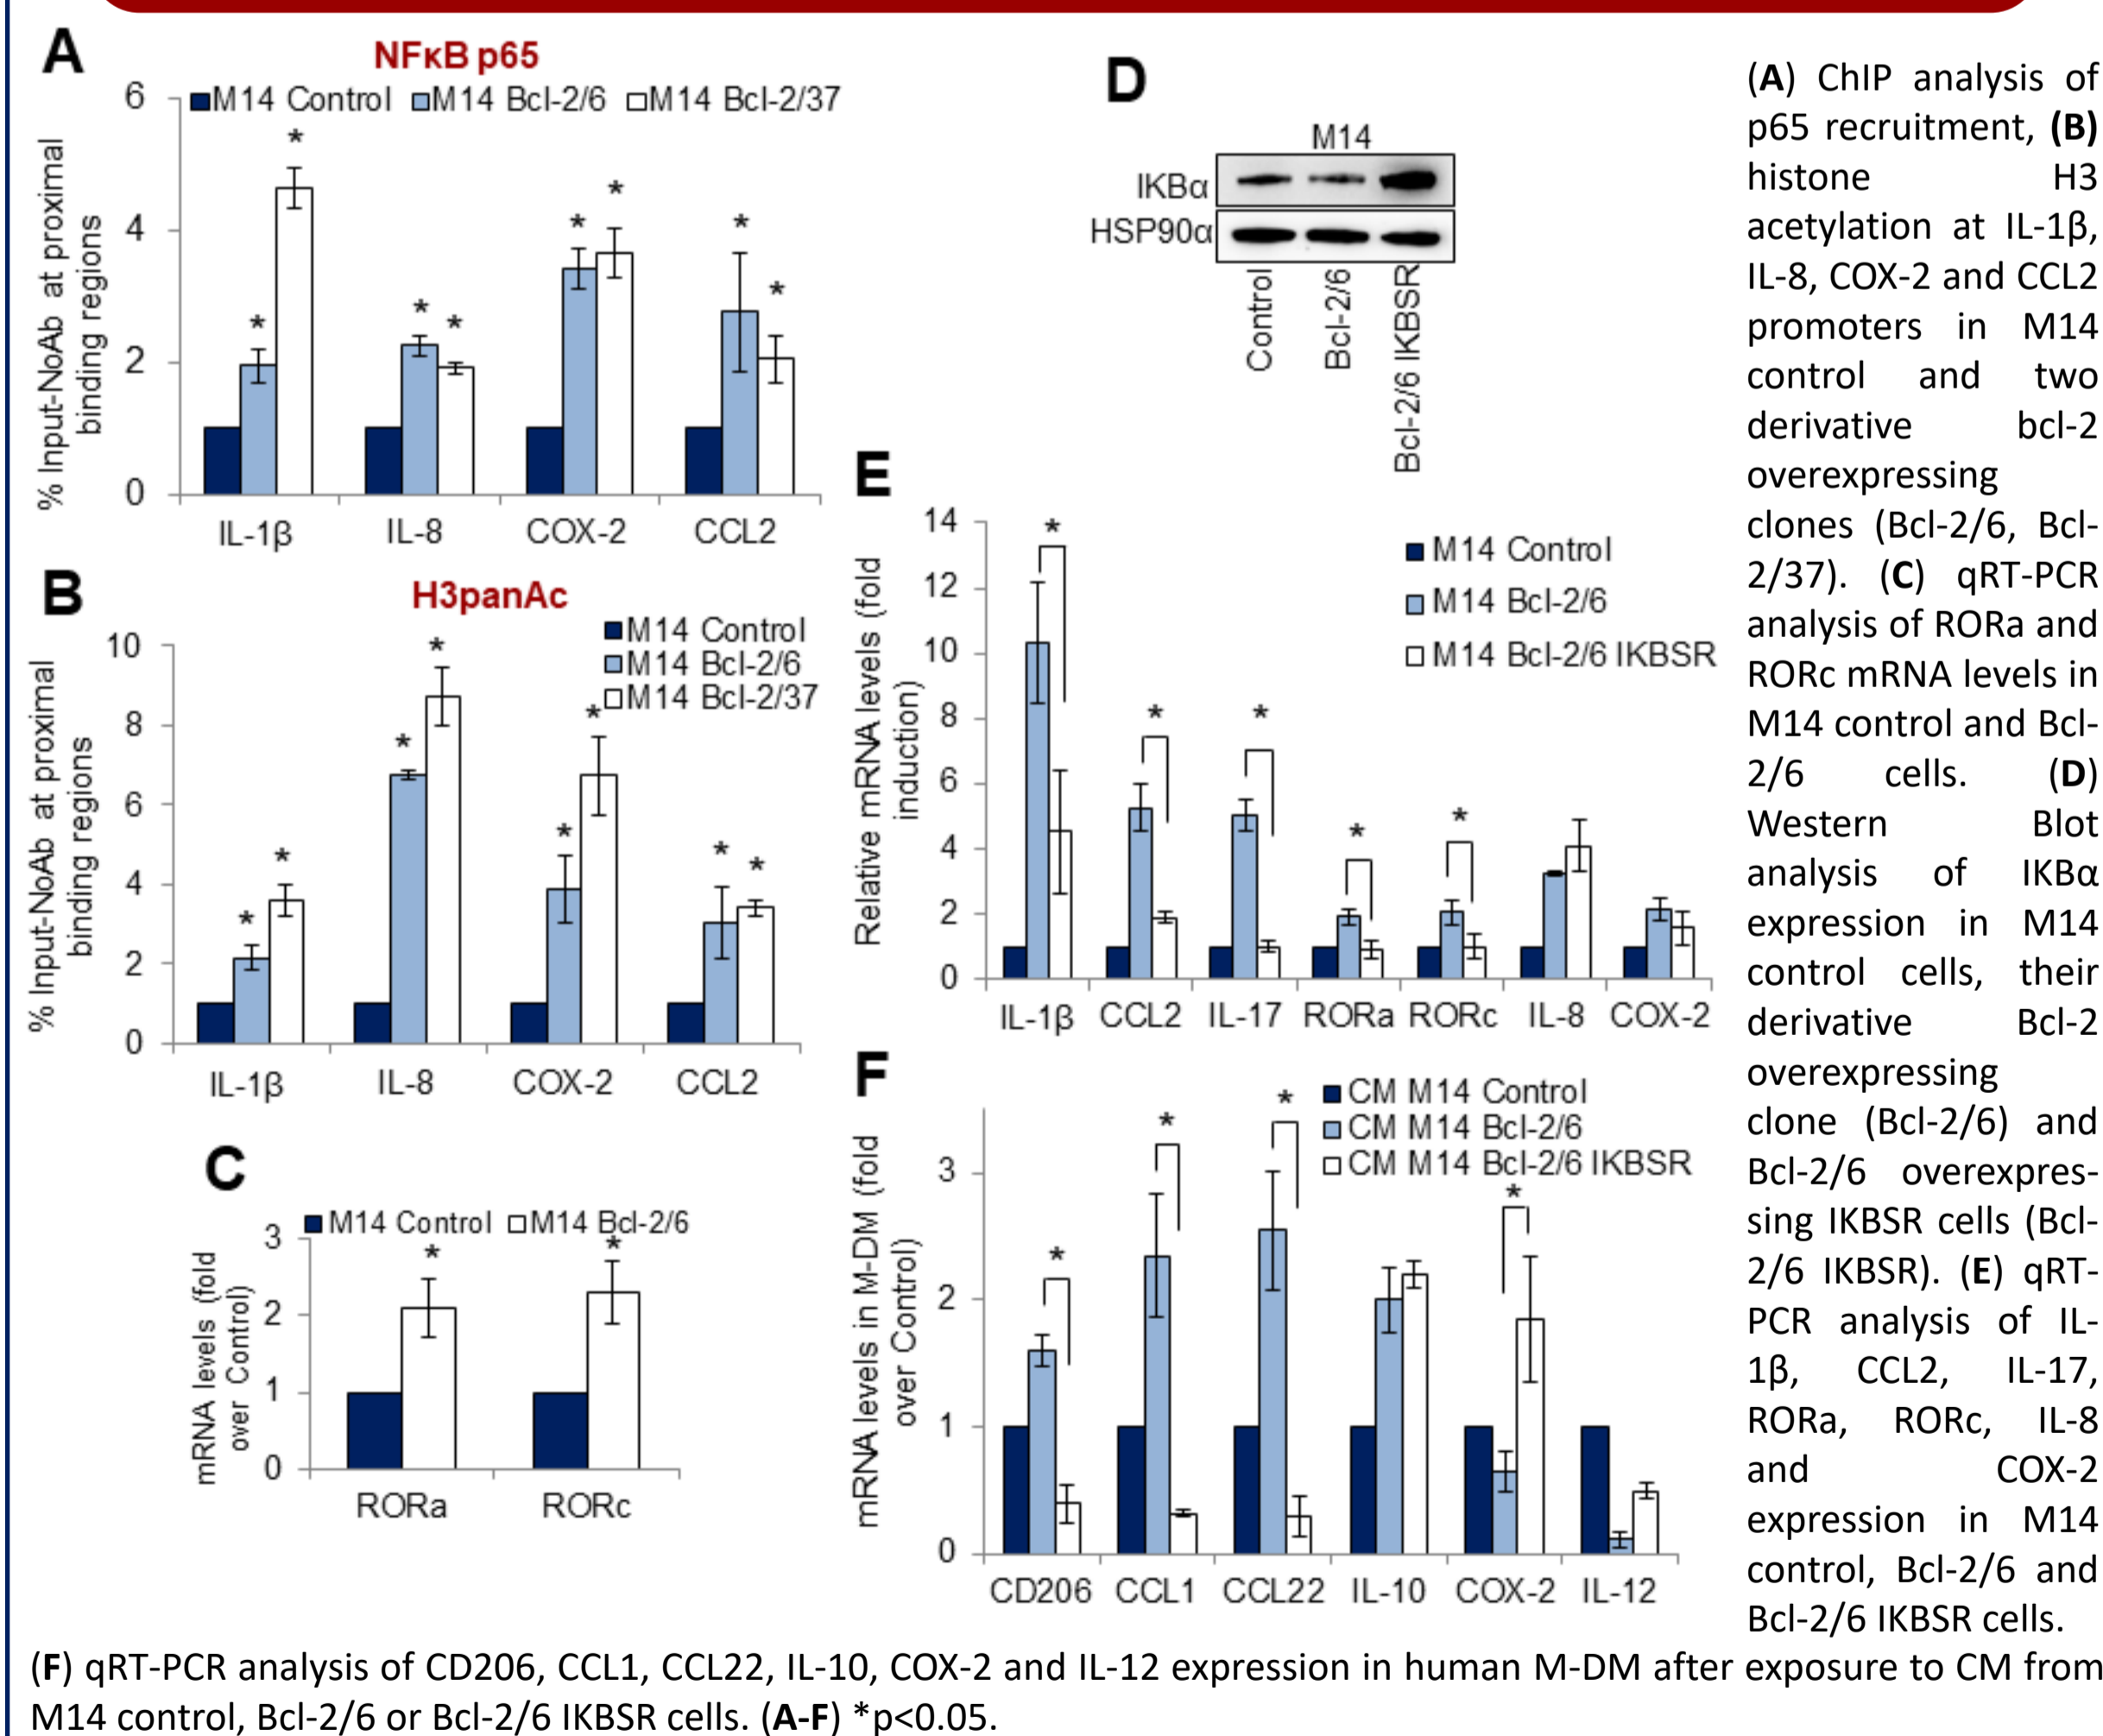 A
NFκB p65
M14 Control M14 Bcl-2/6 M14 Bcl-2/37
% Input-NoAb at proximal
binding regions
6
4
2
0
* * * * * * * *
IL-1β IL-8 COX-2 CCL2
B
H3panAc
M14 Control
M14 Bcl-2/6
M14 Bcl-2/37
% Input-NoAb at proximal
binding regions
10
8
6
4
2
0
* * * * * * * *
IL-1β IL-8 COX-2 CCL2
C
M14 Control M14 Bcl-2/6
mRNA levels (fold
over Control)
3
2
1
0
* *
RORa RORc
D
M14
IKBα
HSP90α
Control
Bcl-2/6
Bcl-2/6 IKBSR
E
M14 Control
M14 Bcl-2/6
M14 Bcl-2/6 IKBSR
Relative mRNA levels (fold
induction)
14
12
10
8
6
4
2
0
* * * * *
IL-1β CCL2 IL-17 RORa RORc IL-8 COX-2
F
CM M14 Control
CM M14 Bcl-2/6
CM M14 Bcl-2/6 IKBSR
mRNA levels in M-DM (fold
over Control)
3
2
1
0
* * * *
CD206 CCL1 CCL22 IL-10 COX-2 IL-12
(A) ChIP analysis of
p65 recruitment, (B)
histone H3
acetylation at IL-1β,
IL-8, COX-2 and CCL2
promoters in M14
control and two
derivative bcl-2
overexpressing
clones (Bcl-2/6, Bcl-
2/37). (C) qRT-PCR
analysis of RORa and
RORc mRNA levels in
M14 control and Bcl-
2/6 cells. (D)
Western Blot
analysis of IKBα
expression in M14
control cells, their
derivative Bcl-2
overexpressing
clone (Bcl-2/6) and
Bcl-2/6 overexpres-
sing IKBSR cells (Bcl-
2/6 IKBSR). (E) qRT-
PCR analysis of IL-
1β, CCL2, IL-17,
RORa, RORc, IL-8
and COX-2
expression in M14
control, Bcl-2/6 and
Bcl-2/6 IKBSR cells.
(F) qRT-PCR analysis of CD206, CCL1, CCL22, IL-10, COX-2 and IL-12 expression in human M-DM after exposure to CM from
M14 control, Bcl-2/6 or Bcl-2/6 IKBSR cells. (A-F) *p<0.05.